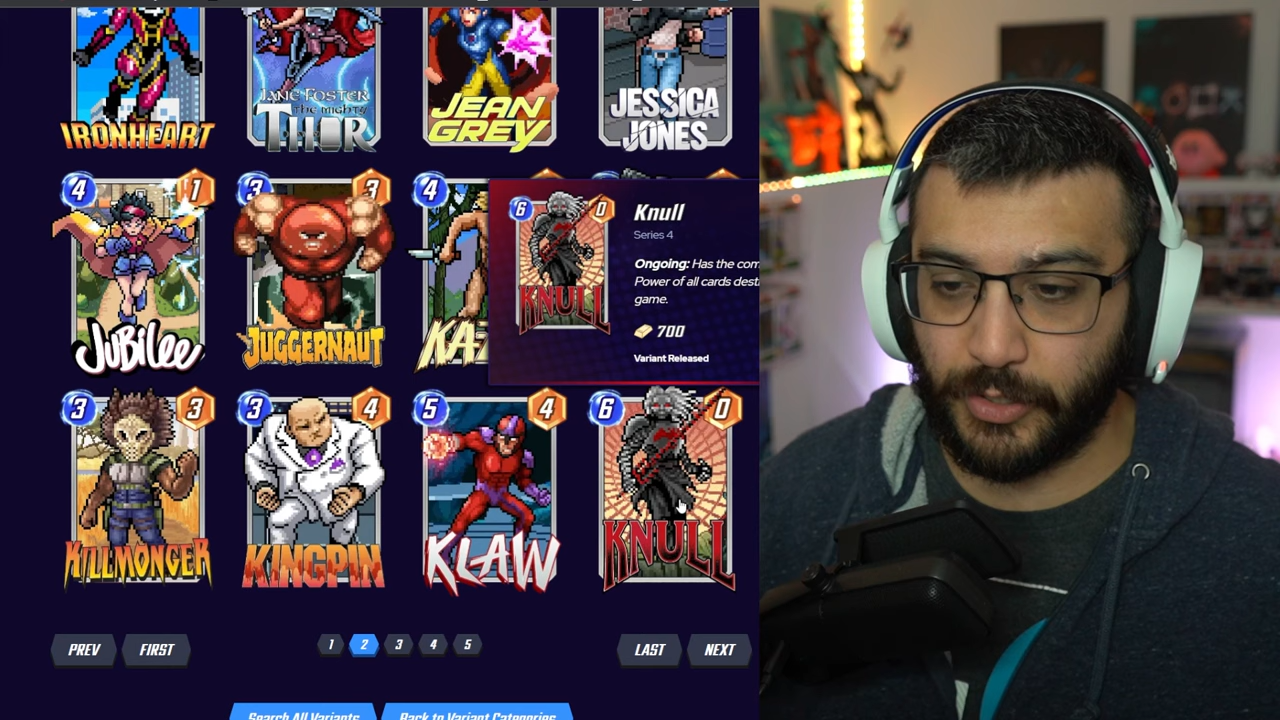 IRONHEART
JANE FOSTER
THE MIGHTY
THOR
JEAN
GREY
JESSICA
JONES
4 1
3 3
4
JUBILEE
JUGGERNAUT
KA
6 0
KNULL
Knull
Series 4
Ongoing: Has the com
Power of all cards dest
game.
700
Variant Released
3 3
3 4
5 4
6 0
KILLMONGER
KINGPIN
KLAW
KNULL
PREV
FIRST
1
2
3
4
5
LAST
NEXT
Search All Variants
Back to Variant Categories